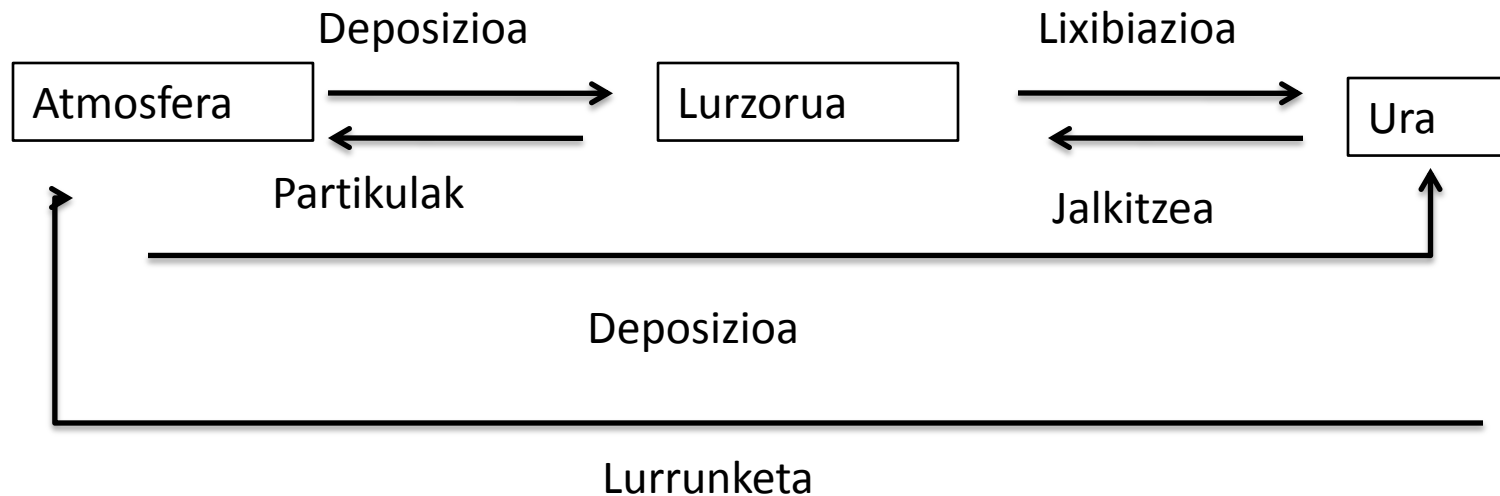 Deposizioa
Lixibiazioa
Atmosfera
Lurzorua
Ura
Partikulak
Jalkitzea
Deposizioa
Lurrunketa